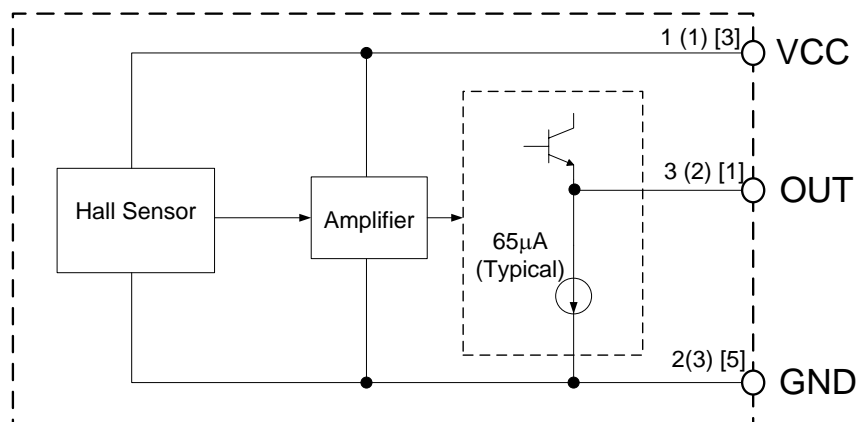 1 (1) [3]
VCC
3 (2) [1]
OUT
Hall Sensor
Amplifier
65μA
(Typical)
2(3) [5]
GND